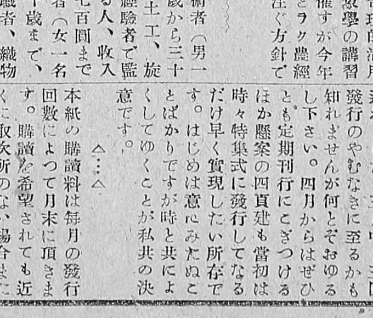 數學の講習
催すが今年
とラク農經
注ぐ方針で
術者(男一
歳から三十
十工、旋
經驗者で監
る人、收入
七百圓まで
者(女一名
十歳まで、
者、織物
發行のやむなきに至るかも
知れませんが何とぞおゆる
し下さい。四月からはぜひ
とも定期刊行にこぎつける
ほか懸案の四頁建も當初は
時々特集式に發行してなる
だけ早く實現したい所存で
す。はじめは意にみたぬこ
とばかりですが時と共によ
くしてゆくことが私共の決
意です。
△…△
本紙の購讀料は毎月の發行
回數によつて月末に頂きま
す。購讀を希望されても近
くに取次所のない場合には